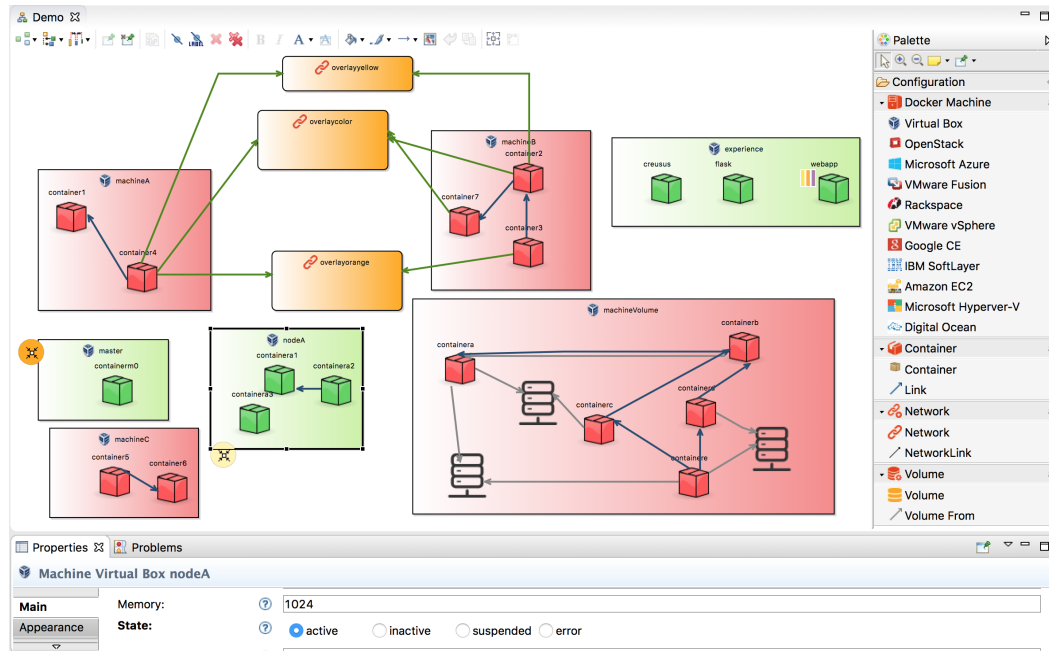 Demo
LABEL
B I A
overlayyellow
overlaycolor
machineA
container1
container4
machineB
container2
container7
container3
overlayorange
experience
creusus
flask
webapp
master
containerm0
nodeA
containera1
containera2
containera3
machineC
container5
container6
machineVolume
containera
containerb
containerc
containerd
containere
Palette
Configuration
Docker Machine
Virtual Box
OpenStack
Microsoft Azure
VMware Fusion
Rackspace
VMware vSphere
Google CE
IBM SoftLayer
Amazon EC2
Microsoft Hyperver-V
Digital Ocean
Container
Container
Link
Network
Network
NetworkLink
Volume
Volume
Volume From
Properties
Problems
Machine Virtual Box nodeA
Main
Appearance
Memory:
1024
State:
active inactive suspended error